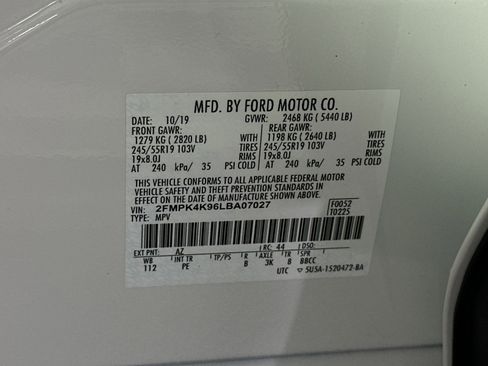 MFD. BY FORD MOTOR CO.
DATE: 10/19 GVWR: 2468 KG ( 5440 LB)
FRONT GAWR: REAR GAWR:
1279 KG ( 2820 LB) 1198 KG ( 2640 LB)
245/55R19 103V TIRES 245/55R19 103V TIRES
19x8.0J RIMS 19x8.0J RIMS
AT 240 kPa/ 35 PSI COLD AT 240 kPa/ 35 PSI COLD
THIS VEHICLE CONFORMS TO ALL APPLICABLE FEDERAL MOTOR
VEHICLE SAFETY AND THEFT PREVENTION STANDARDS IN
EFFECT ON THE DATE OF MANUFACTURE SHOWN ABOVE.
VIN: 2FMPK4K96LBA07027 F0052
TYPE: MPV T0225
EXT PNT: AZ RC: 44 DSO:
WB INT TR TP/PS R AXLE TR SPR
112 PE B 3K B BBCC
UTC 5U5A-1520472-BA